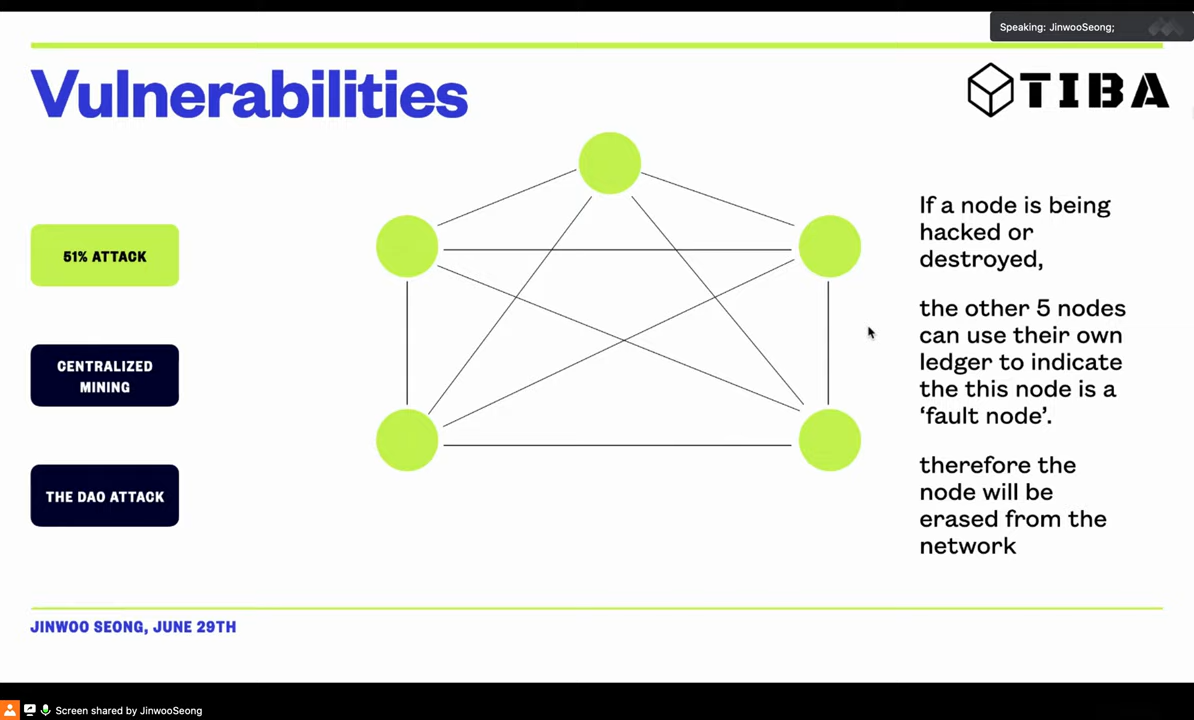 Speaking: JinwooSeong;
Vulnerabilities
TIBA
51% ATTACK
CENTRALIZED
MINING
THE DAO ATTACK
If a node is being
hacked or
destroyed,
the other 5 nodes
can use their own
ledger to indicate
the this node is a
‘fault node’.
therefore the
node will be
erased from the
network
JINWOO SEONG, JUNE 29TH
Screen shared by JinwooSeong